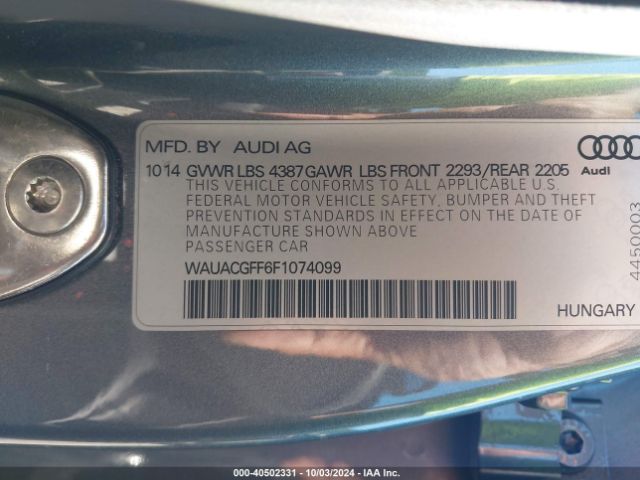 MFD. BY AUDI AG
10 14 GVWR LBS 4387 GAWR LBS FRONT 2293/REAR 2205
Audi
THIS VEHICLE CONFORMS TO ALL APPLICABLE U.S.
FEDERAL MOTOR VEHICLE SAFETY, BUMPER AND THEFT
PREVENTION STANDARDS IN EFFECT ON THE DATE OF
MANUFACTURE SHOWN ABOVE
PASSENGER CAR
WAUACGFF6F1074099
HUNGARY
4450003
000-40502331 - 10/03/2024 - IAA Inc.